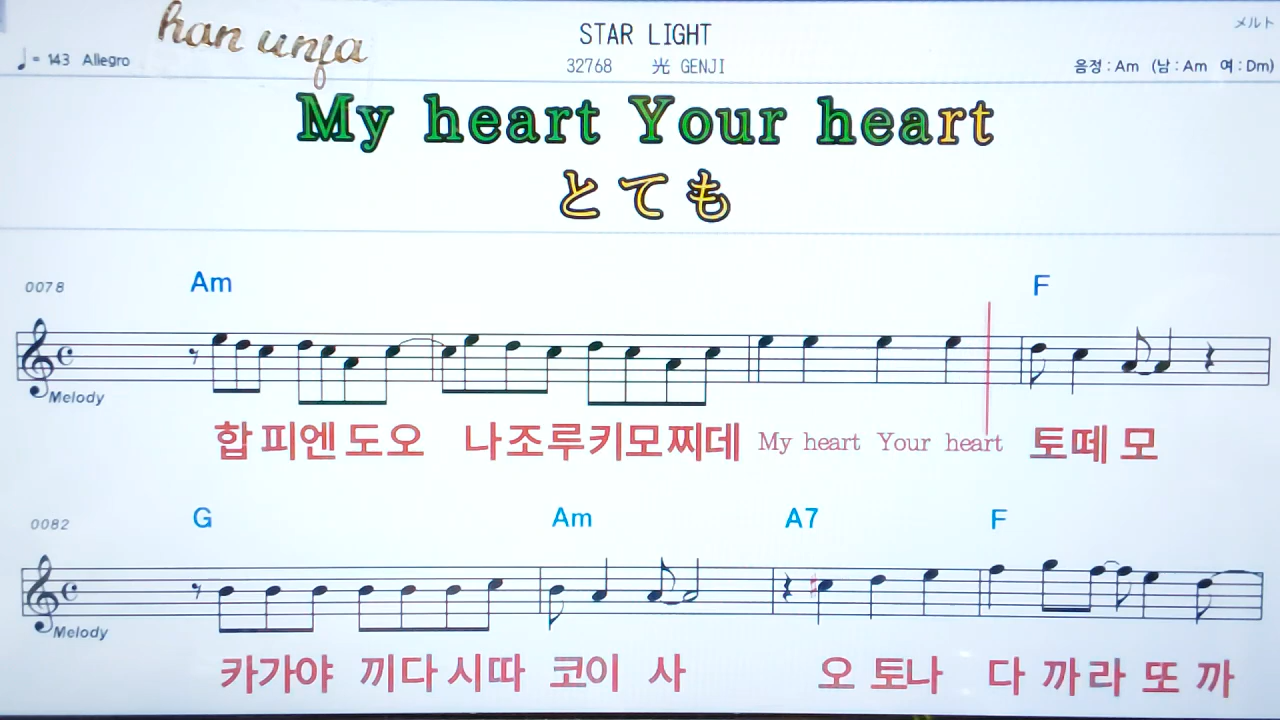 han unfa
STAR LIGHT
メルト
♩= 143 Allegro
32768 光 GENJI
음정 : Am (남 : Am 여 : Dm)
My heart Your heart
とても
0078
Am F
Melody
합 피엔 도오 나조루키모찌데 My heart Your heart 토떼 모
0082
G Am A7 F
Melody
카가야 끼다 시따 코이 사 오 토나 다 까라 또 까